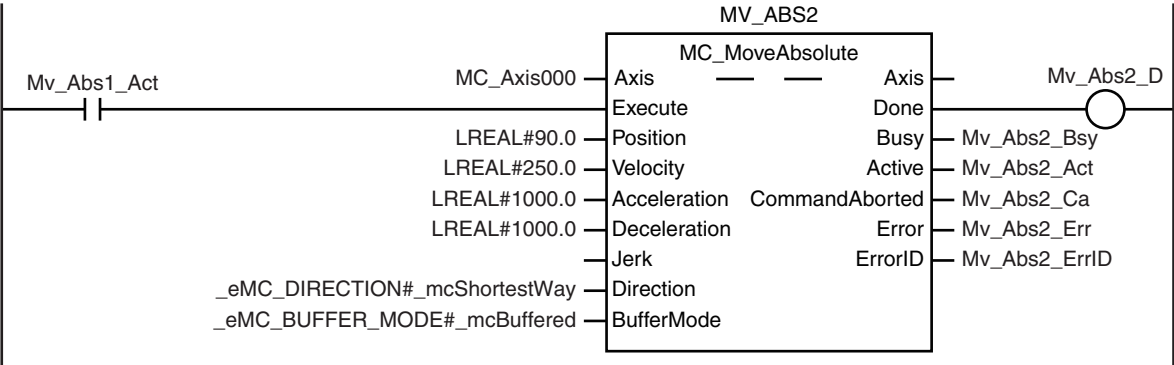 MV_ABS2
MC_MoveAbsolute
Mv_Abs1_Act
MC_Axis000 Axis Axis Mv_Abs2_D
Execute Done
LREAL#90.0 Position Busy Mv_Abs2_Bsy
LREAL#250.0 Velocity Active Mv_Abs2_Act
LREAL#1000.0 Acceleration CommandAborted Mv_Abs2_Ca
LREAL#1000.0 Deceleration Error Mv_Abs2_Err
Jerk ErrorID Mv_Abs2_ErrID
_eMC_DIRECTION#_mcShortestWay Direction
_eMC_BUFFER_MODE#_mcBuffered BufferMode